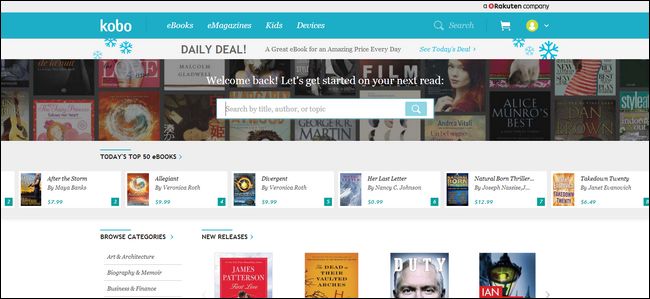 a Rakuten company
kobo
eBooks
eMagazines
Kids
Devices
Search
DAILY DEAL!
A Great eBook for an Amazing Price Every Day
See Today's Deal >
MALCOLM
GLADWELL
FILM
Welcome back! Let's get started on your next read:
Search by title, author, or topic
GEORGE R.R.
MARTIN
Andrea Vitali
ALICE
MUNRO'S
BEST
DAN
BROWN
TODAY'S TOP 50 eBOOKS >
2
After the Storm
By Maya Banks
$7.99
3
Allegiant
By Veronica Roth
$9.99
4
Divergent
By Veronica Roth
$4.99
5
Her Last Letter
By Nancy C. Johnson
$0.99
6
Natural Born Thriller...
By Joseph Nassise,J...
$12.99
7
Takedown Twenty
By Janet Evanovich
$6.49
8
BROWSE CATEGORIES >
Art & Architecture
Biography & Memoir
Business & Finance
NEW RELEASES >
JAMES
PATTERSON
First Love
THE DEAD IN
THEIR VAULTED
ARCHES
DUTY
IAN